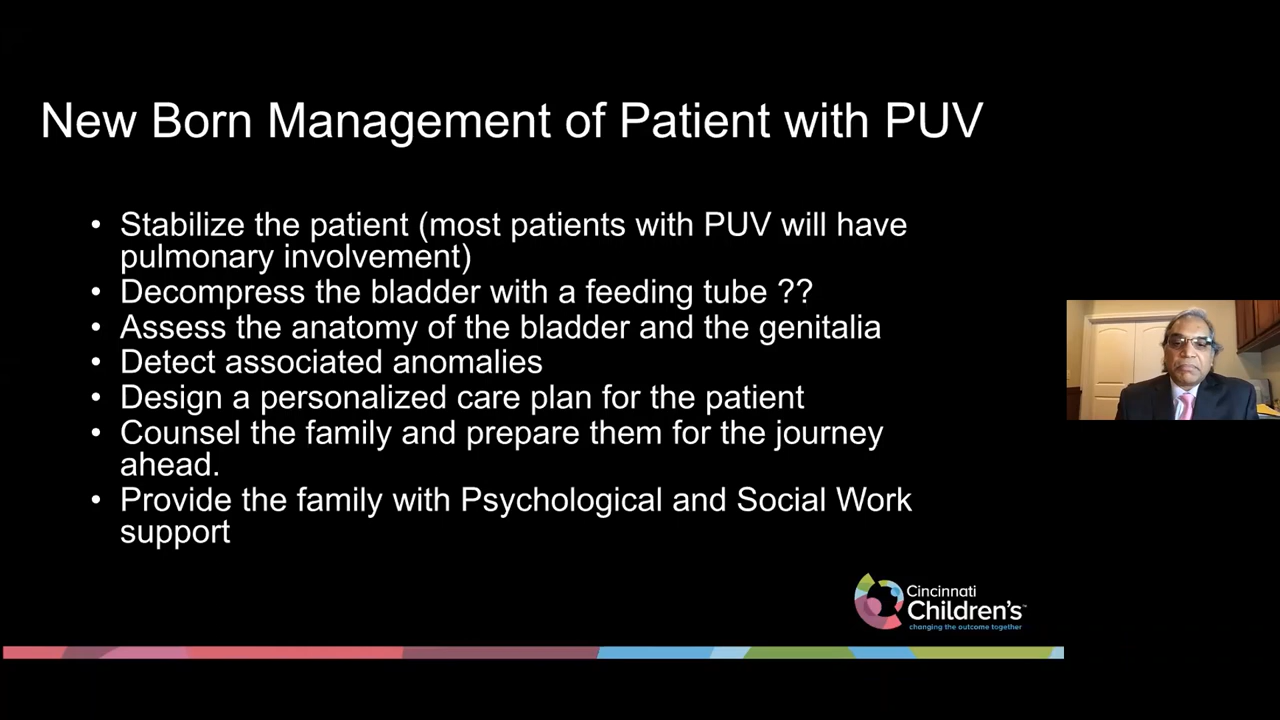 New Born Management of Patient with PUV
• Stabilize the patient (most patients with PUV will have
pulmonary involvement)
• Decompress the bladder with a feeding tube ??
• Assess the anatomy of the bladder and the genitalia
• Detect associated anomalies
• Design a personalized care plan for the patient
• Counsel the family and prepare them for the journey
ahead.
• Provide the family with Psychological and Social Work
support
Cincinnati
Children's™
changing the outcome together